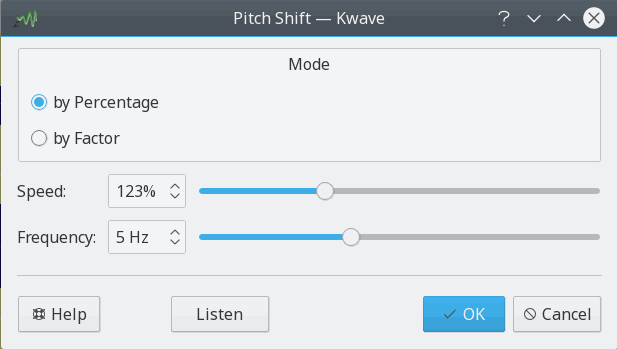 Pitch Shift — Kwave
Mode
by Percentage
by Factor
Speed: 123%
Frequency: 5 Hz
Help Listen OK Cancel